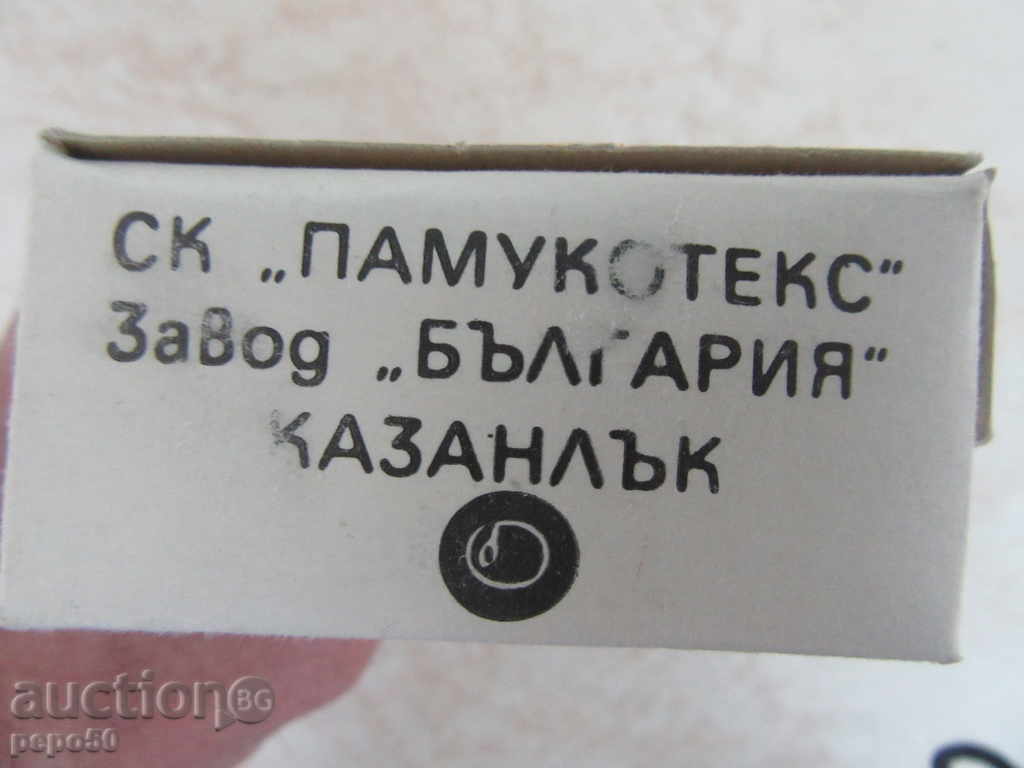 СК „ПАМУКОТЕКС“
Завод „БЪЛГАРИЯ“
КАЗАНЛЪК
auctionBG
pepo50